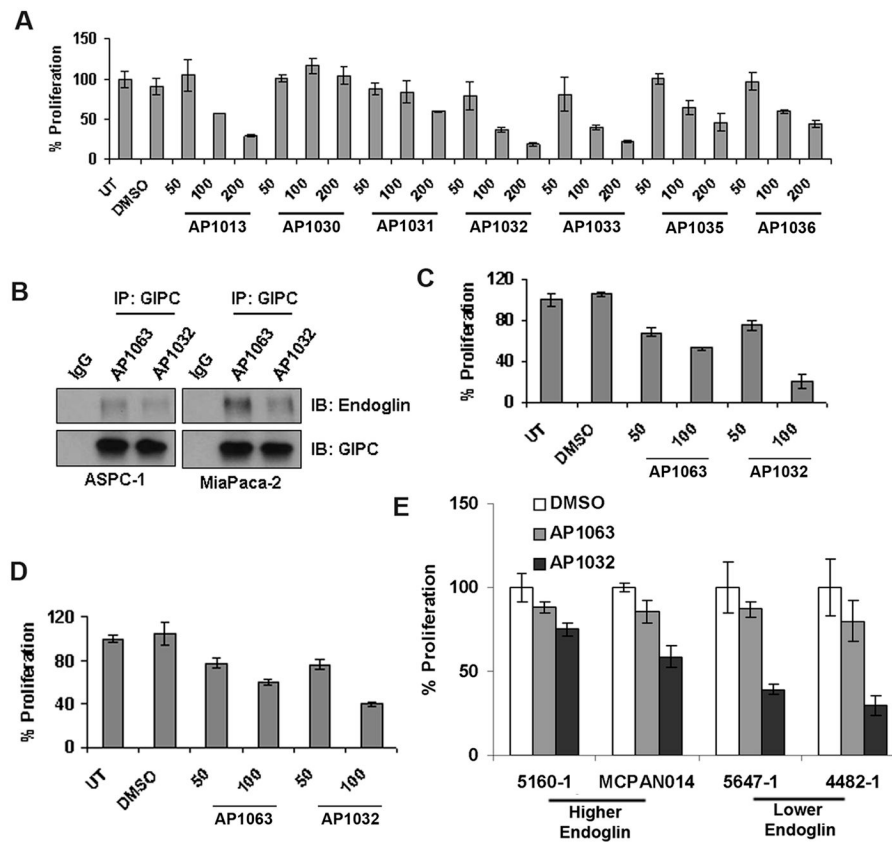 A
% Proliferation
150
100
50
0
UT DMSO 50 100 200 50 100 200 50 100 200 50 100 200 50 100 200 50 100 200 50 100 200
AP1013 AP1030 AP1031 AP1032 AP1033 AP1035 AP1036
B
IP: GIPC IP: GIPC
IgG AP1063 AP1032 IgG AP1063 AP1032
IB: Endoglin
IB: GIPC
ASPC-1 MiaPaca-2
C
% Proliferation
120
80
40
0
UT DMSO 50 100 50 100
AP1063 AP1032
D
% Proliferation
120
80
40
0
UT DMSO 50 100 50 100
AP1063 AP1032
E
% Proliferation
150
100
50
0
DMSO
AP1063
AP1032
5160-1 MCPAN014 5647-1 4482-1
Higher Lower
Endoglin Endoglin